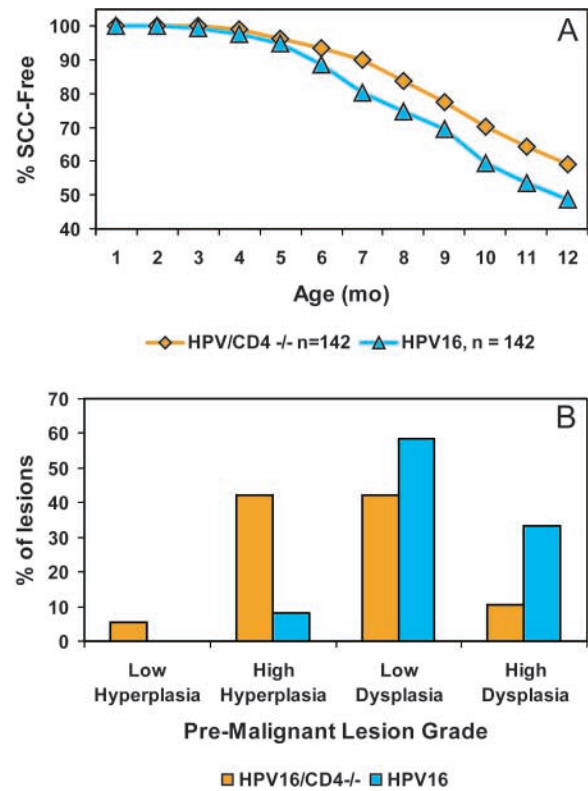 A
100
90
80
70
60
50
40
% SCC-Free
1 2 3 4 5 6 7 8 9 10 11 12
Age (mo)
HPV/CD4 -/- n=142 HPV16, n = 142
B
70
60
50
40
30
20
10
0
% of lesions
Low Hyperplasia
High Hyperplasia
Low Dysplasia
High Dysplasia
Pre-Malignant Lesion Grade
HPV16/CD4-/- HPV16